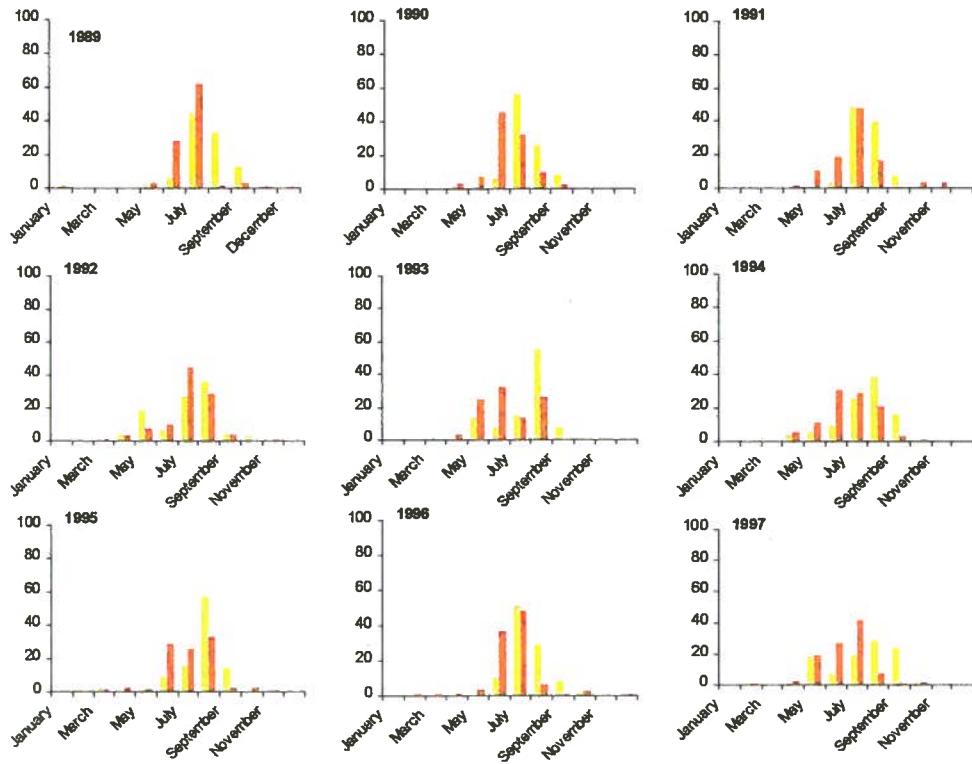 1989
100
80
60
40
20
0
January
March
May
July
September
December
1990
100
80
60
40
20
0
January
March
May
July
September
November
1991
100
80
60
40
20
0
January
March
May
July
September
November
1992
100
80
60
40
20
0
January
March
May
July
September
November
1993
100
80
60
40
20
0
January
March
May
July
September
November
1994
100
80
60
40
20
0
January
March
May
July
September
November
1995
100
80
60
40
20
0
January
March
May
July
September
November
1996
100
80
60
40
20
0
January
March
May
July
September
November
1997
100
80
60
40
20
0
January
March
May
July
September
November